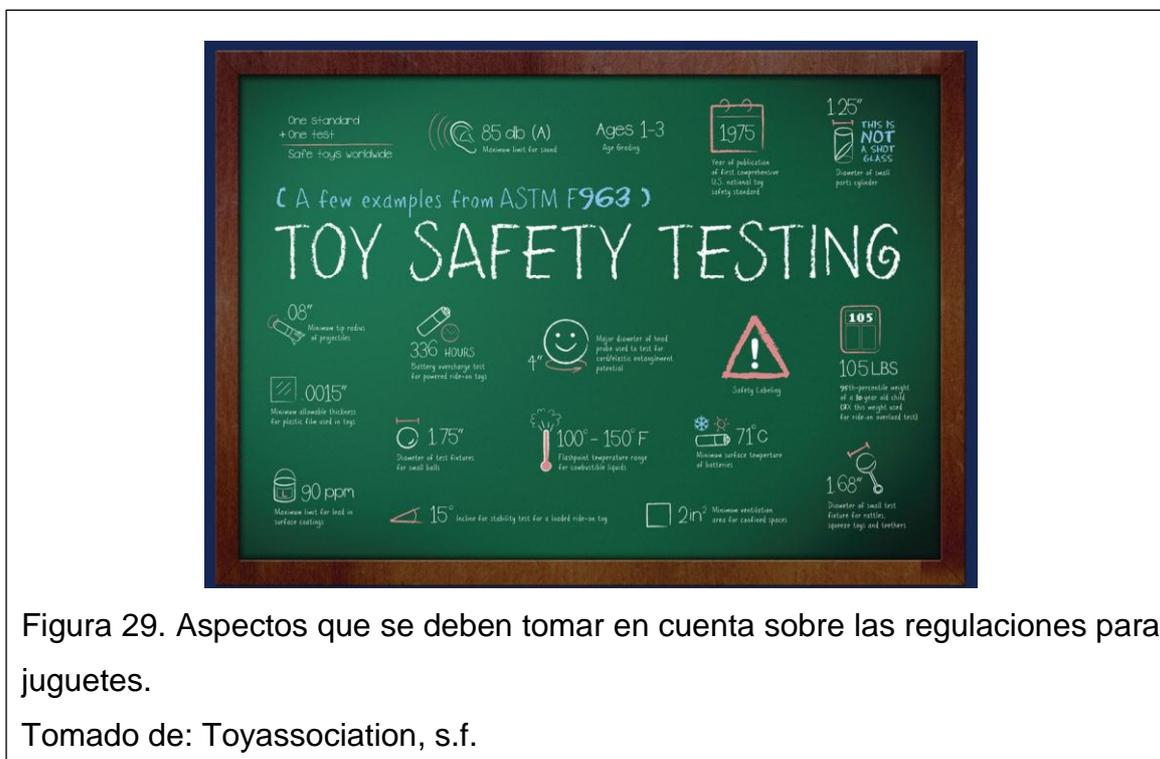 One standard
+ One test
Safe toys worldwide
85 db (A)
Maximum limit for sound
Ages 1-3
Age Grading
1975
Year of publication
of first comprehensive
U.S. national toy
safety standard
1.25"
THIS IS
NOT
A SHOT
GLASS
Diameter of small
parts cylinder
( A few examples from ASTM F963 )
TOY SAFETY TESTING
.08"
Minimum tip radius
of projectiles
336 HOURS
Battery overcharge test
for powered ride-on toys
4"
Major diameter of head
probe used to test for
cord/elastic entanglement
potential
!
Safety Labeling
105
105 LBS
95th-percentile weight
of a year old child
(3X this weight used
for ride-on overload test)
.0015"
Minimum allowable thickness
for plastic film used in toys
1.75"
Diameter of test fixtures
for small balls
100° - 150° F
Flashpoint temperature range
for combustible liquids
71°C
Minimum surface temperture
of batteries
1.68"
Diameter of small test
fixture for rattles,
squeeze toys and teethers
90 ppm
Maximum limit for lead in
surface coatings
15° Incline for stability test for a loaded ride-on toy
2in² Minimum ventilation
area for confined spaces
Figura 29. Aspectos que se deben tomar en cuenta sobre las regulaciones para
juguetes.
Tomado de: Toyassociation, s.f.